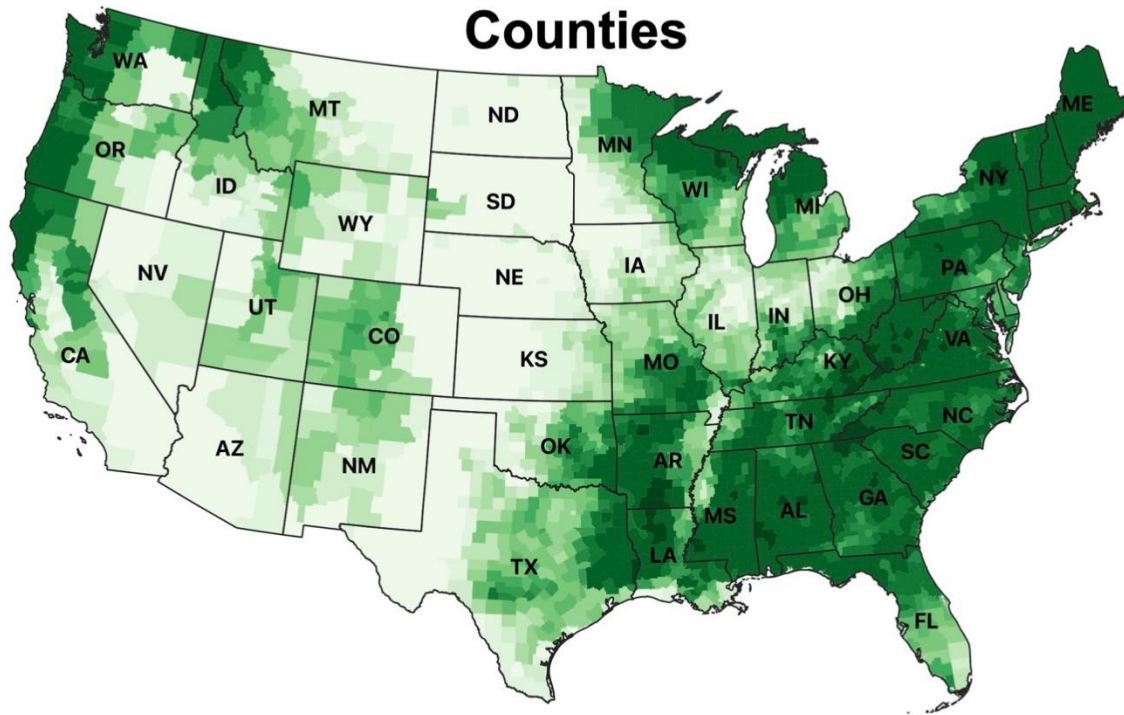 Counties
WA
MT
ND
MN
ME
OR
ID
SD
WI
MI
NY
WY
NE
IA
PA
NV
UT
CO
IL
IN
OH
CA
KS
MO
KY
VA
AZ
NM
OK
AR
TN
NC
SC
TX
LA
MS
AL
GA
FL